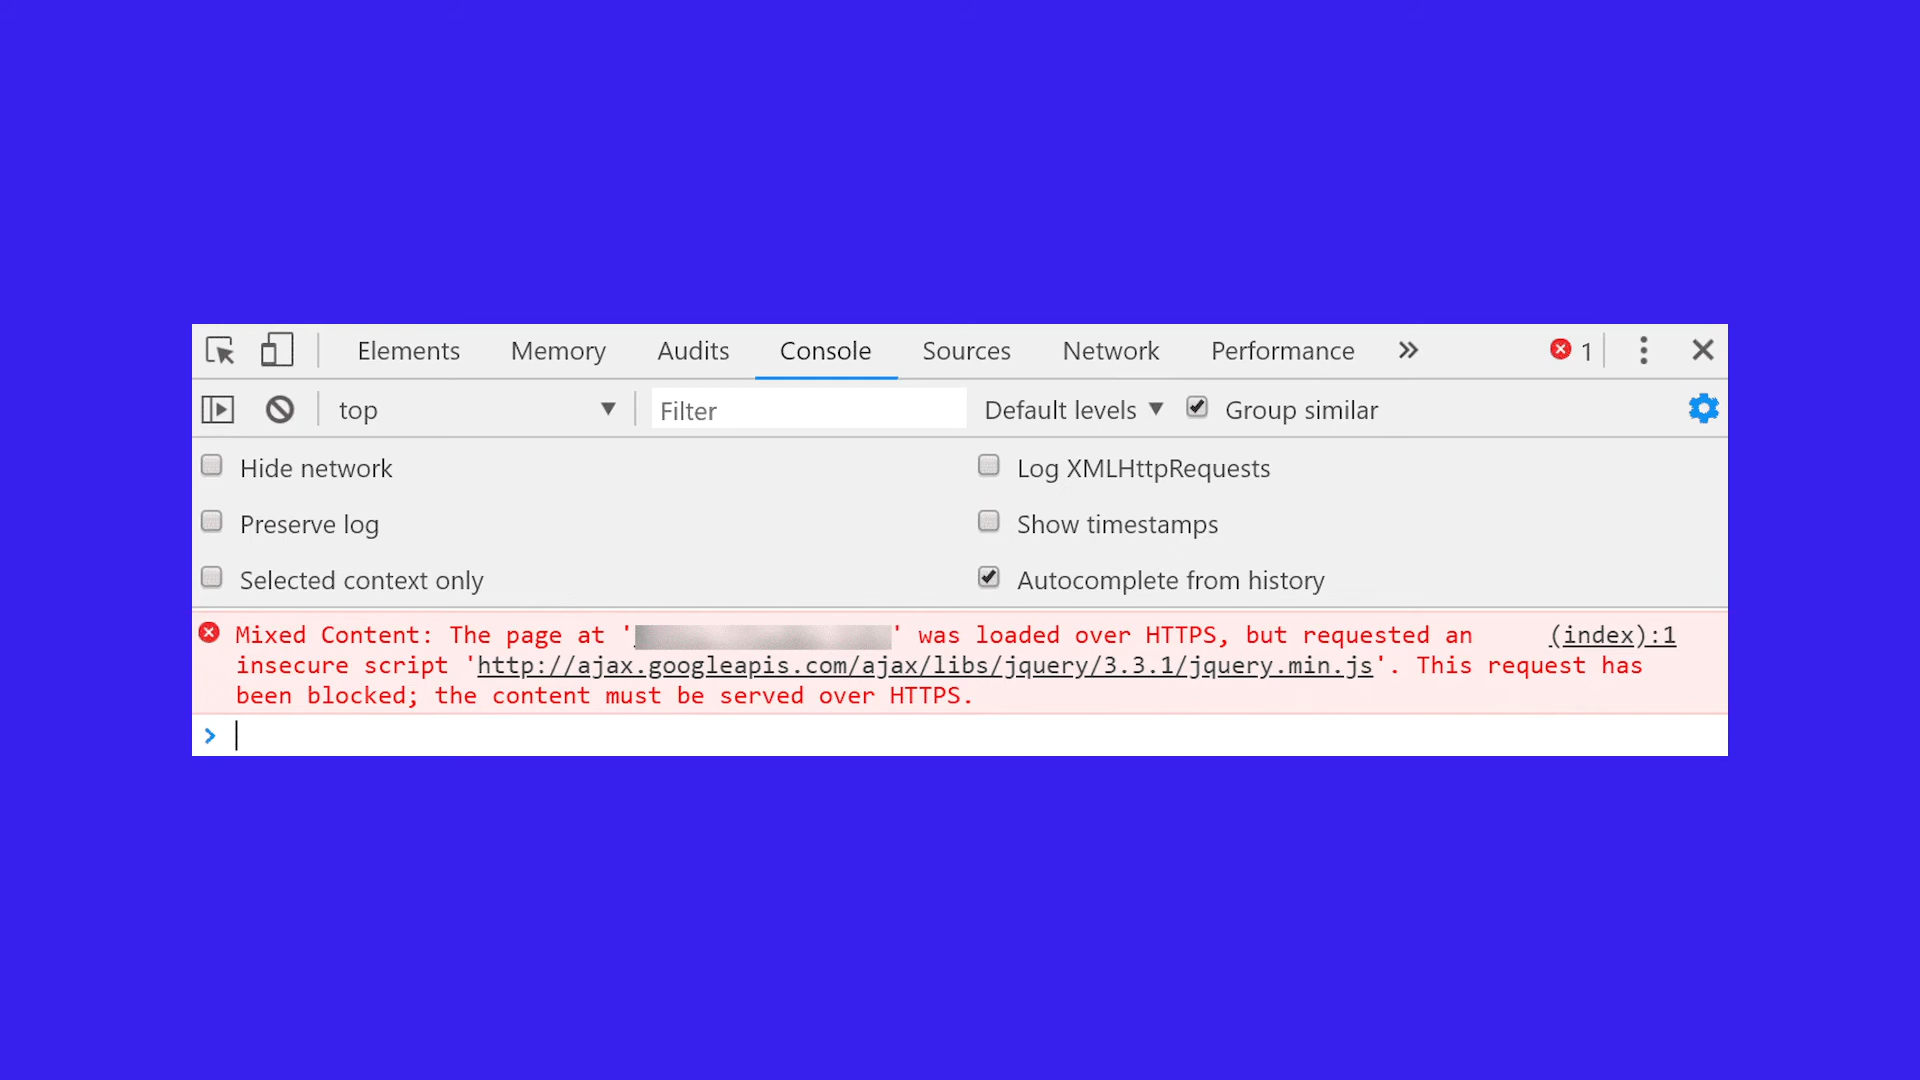 Elements Memory Audits Console Sources Network Performance 1
top Filter Default levels Group similar
Hide network Log XMLHttpRequests
Preserve log Show timestamps
Selected context only Autocomplete from history
Mixed Content: The page at '' was loaded over HTTPS, but requested an (index):1
insecure script 'http://ajax.googleapis.com/ajax/libs/jquery/3.3.1/jquery.min.js'. This request has
been blocked; the content must be served over HTTPS.